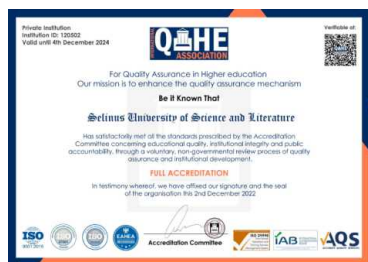 Private Institution
Institution ID: 120502
Valid until 4th December 2024
Verifiable at:
QAHE
ASSOCIATION
For Quality Assurance in Higher education
Our mission is to enhance the quality assurance mechanism
Be it Known That
Selinus University of Science and Literature
Has satisfactorily met all the standards prescribed by the Accreditation
Committee concerning educational quality, institutional integrity and public
accountability, through a voluntary, non-governmental review process of quality
assurance and institutional development.
FULL ACCREDITATION
In testimony whereof, we have affixed our signature and the seal
of the organisation this 2nd December 2022
ISO
ISO
ISO
EAHEA
Accreditation Committee
IAB
AQS